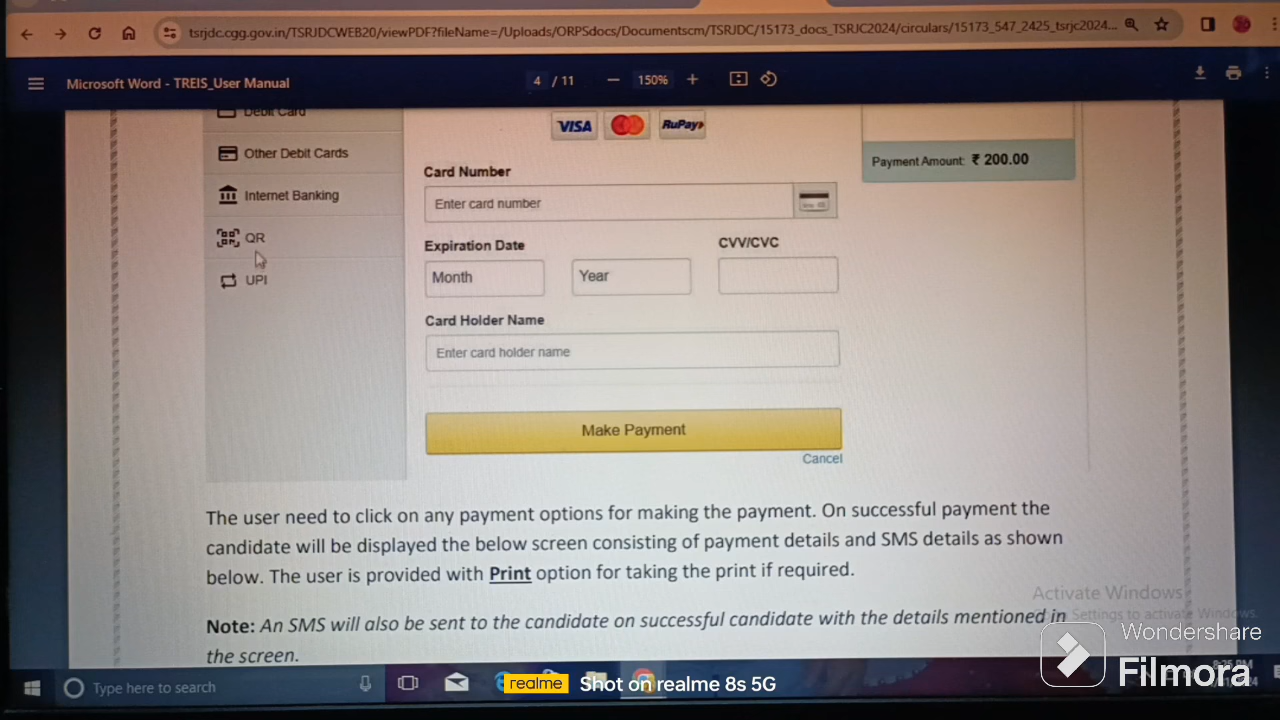 tsrjdc.cgg.gov.in/TSRJDCWEB20/viewPDF?fileName=/Uploads/ORPSdocs/Documentscm/TSRJDC/15173_docs_TSRJC2024/circulars/15173_547_2425_tsrjc2024...
Microsoft Word - TREIS_User Manual
4 / 11
150%
Debit Card
VISA
RuPay
Other Debit Cards
Payment Amount: ₹ 200.00
Card Number
Internet Banking
Enter card number
QR
Expiration Date
CVV/CVC
UPI
Month
Year
Card Holder Name
Enter card holder name
Make Payment
Cancel
The user need to click on any payment options for making the payment. On successful payment the
candidate will be displayed the below screen consisting of payment details and SMS details as shown
below. The user is provided with Print option for taking the print if required.
Activate Windows
Note: An SMS will also be sent to the candidate on successful candidate with the details mentioned in
Settings to activate Windows.
the screen.
Wondershare
Filmora
Type here to search
realme
Shot on realme 8s 5G